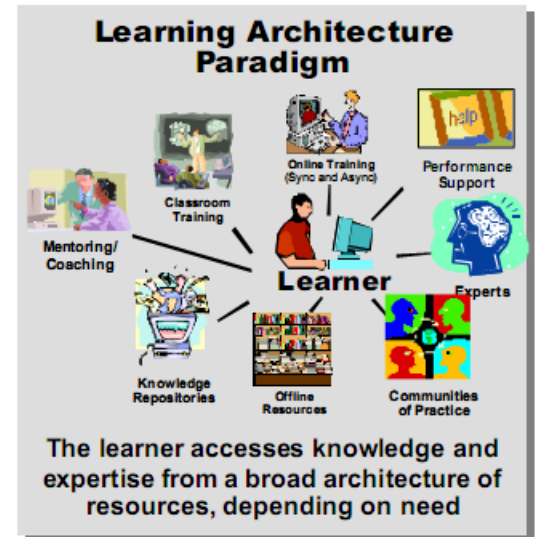 Learning Architecture
Paradigm
help
Online Training
(Sync and Async)
Performance
Support
Classroom
Training
Mentoring/
Coaching
Learner
Experts
Knowledge
Repositories
Offline
Resources
Communities
of Practice
The learner accesses knowledge and
expertise from a broad architecture of
resources, depending on need